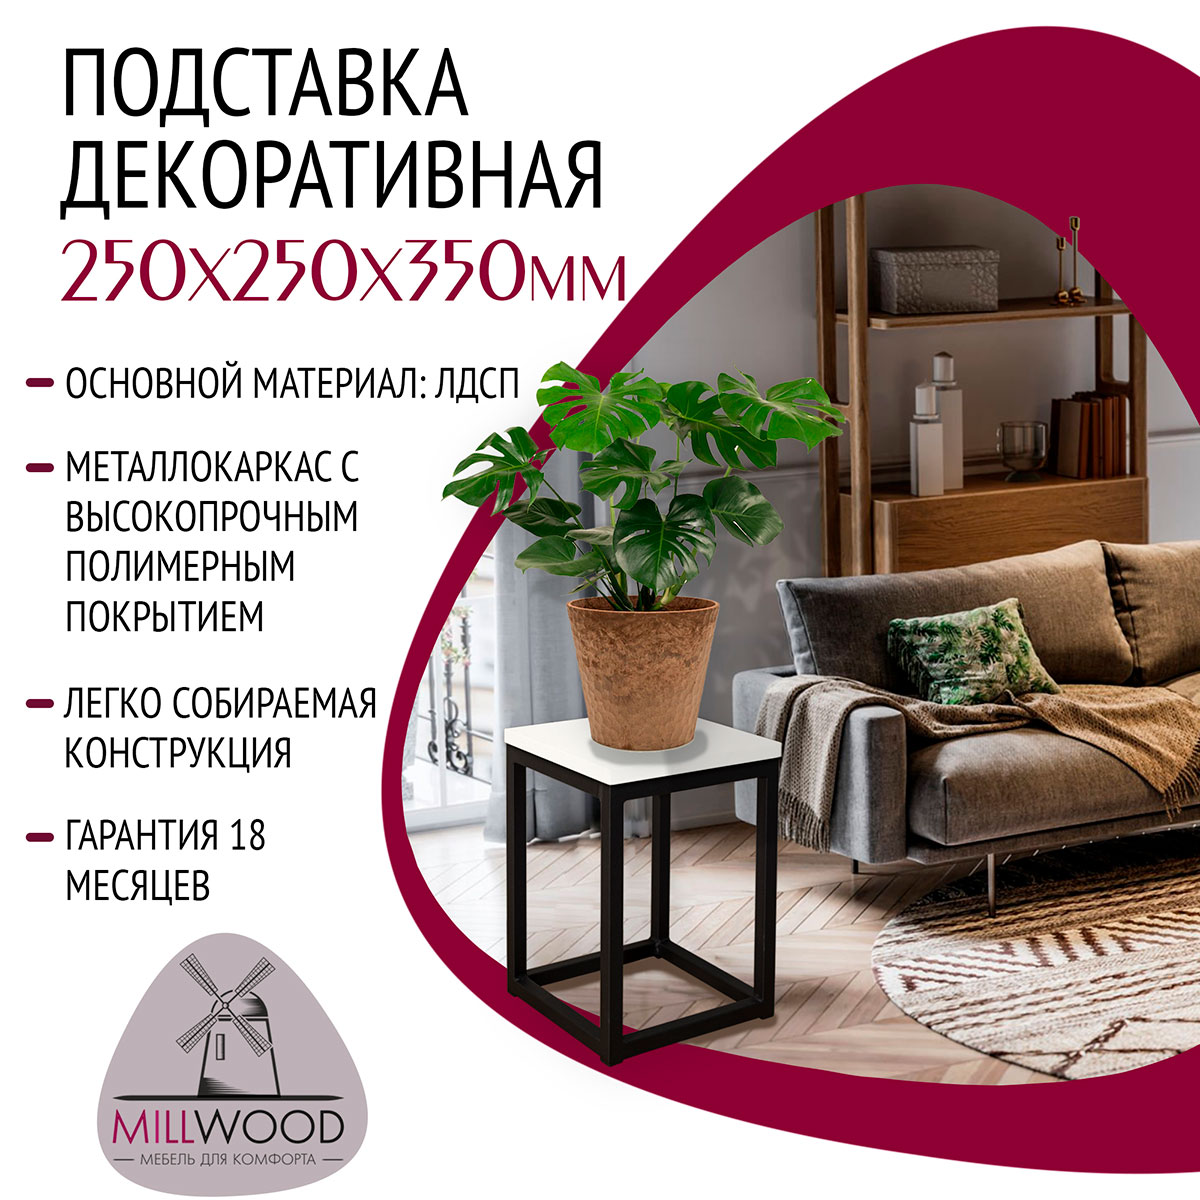 ПОДСТАВКА
ДЕКОРАТИВНАЯ
250х250х350мм
– ОСНОВНОЙ МАТЕРИАЛ: ЛДСП
– МЕТАЛЛОКАРКАС С
ВЫСОКОПРОЧНЫМ
ПОЛИМЕРНЫМ
ПОКРЫТИЕМ
– ЛЕГКО СОБИРАЕМАЯ
КОНСТРУКЦИЯ
– ГАРАНТИЯ 18
МЕСЯЦЕВ
MILLWOOD
— МЕБЕЛЬ ДЛЯ КОМФОРТА —